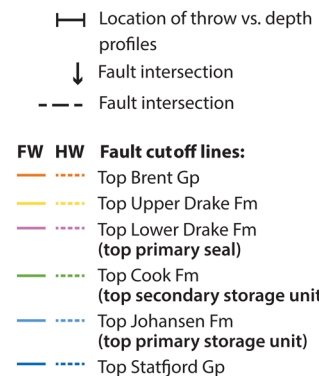 Location of throw vs. depth
profiles
Fault intersection
Fault intersection
FW HW Fault cutoff lines:
Top Brent Gp
Top Upper Drake Fm
Top Lower Drake Fm
(top primary seal)
Top Cook Fm
(top secondary storage unit
Top Johansen Fm
(top primary storage unit)
Top Statfjord Gp